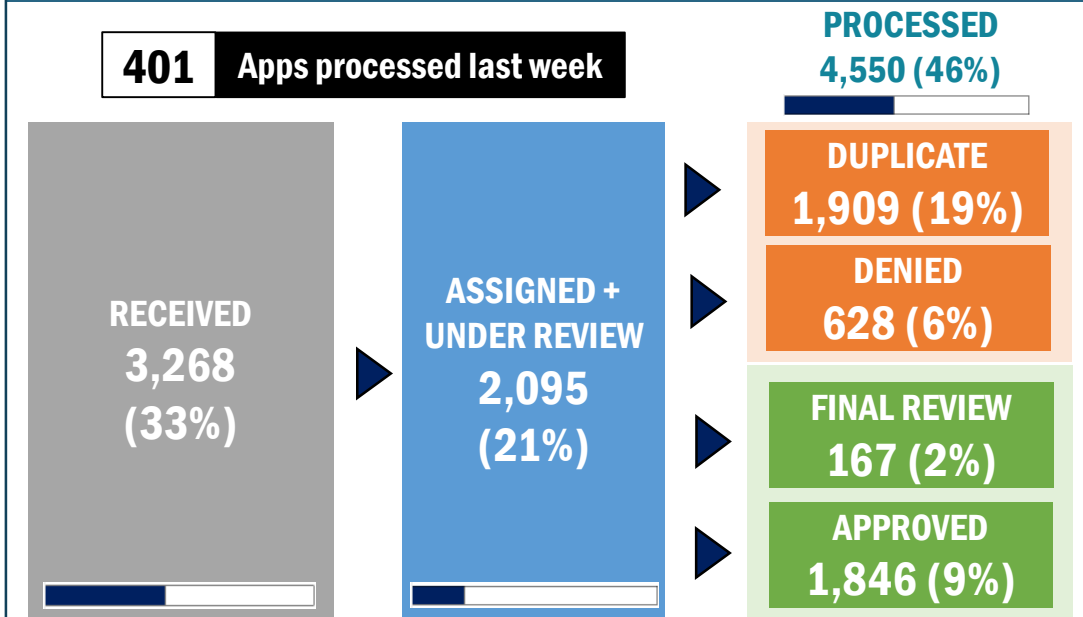 401 Apps processed last week
PROCESSED
4,550 (46%)
RECEIVED
3,268
(33%)
ASSIGNED +
UNDER REVIEW
2,095
(21%)
DUPLICATE
1,909 (19%)
DENIED
628 (6%)
FINAL REVIEW
167 (2%)
APPROVED
1,846 (9%)